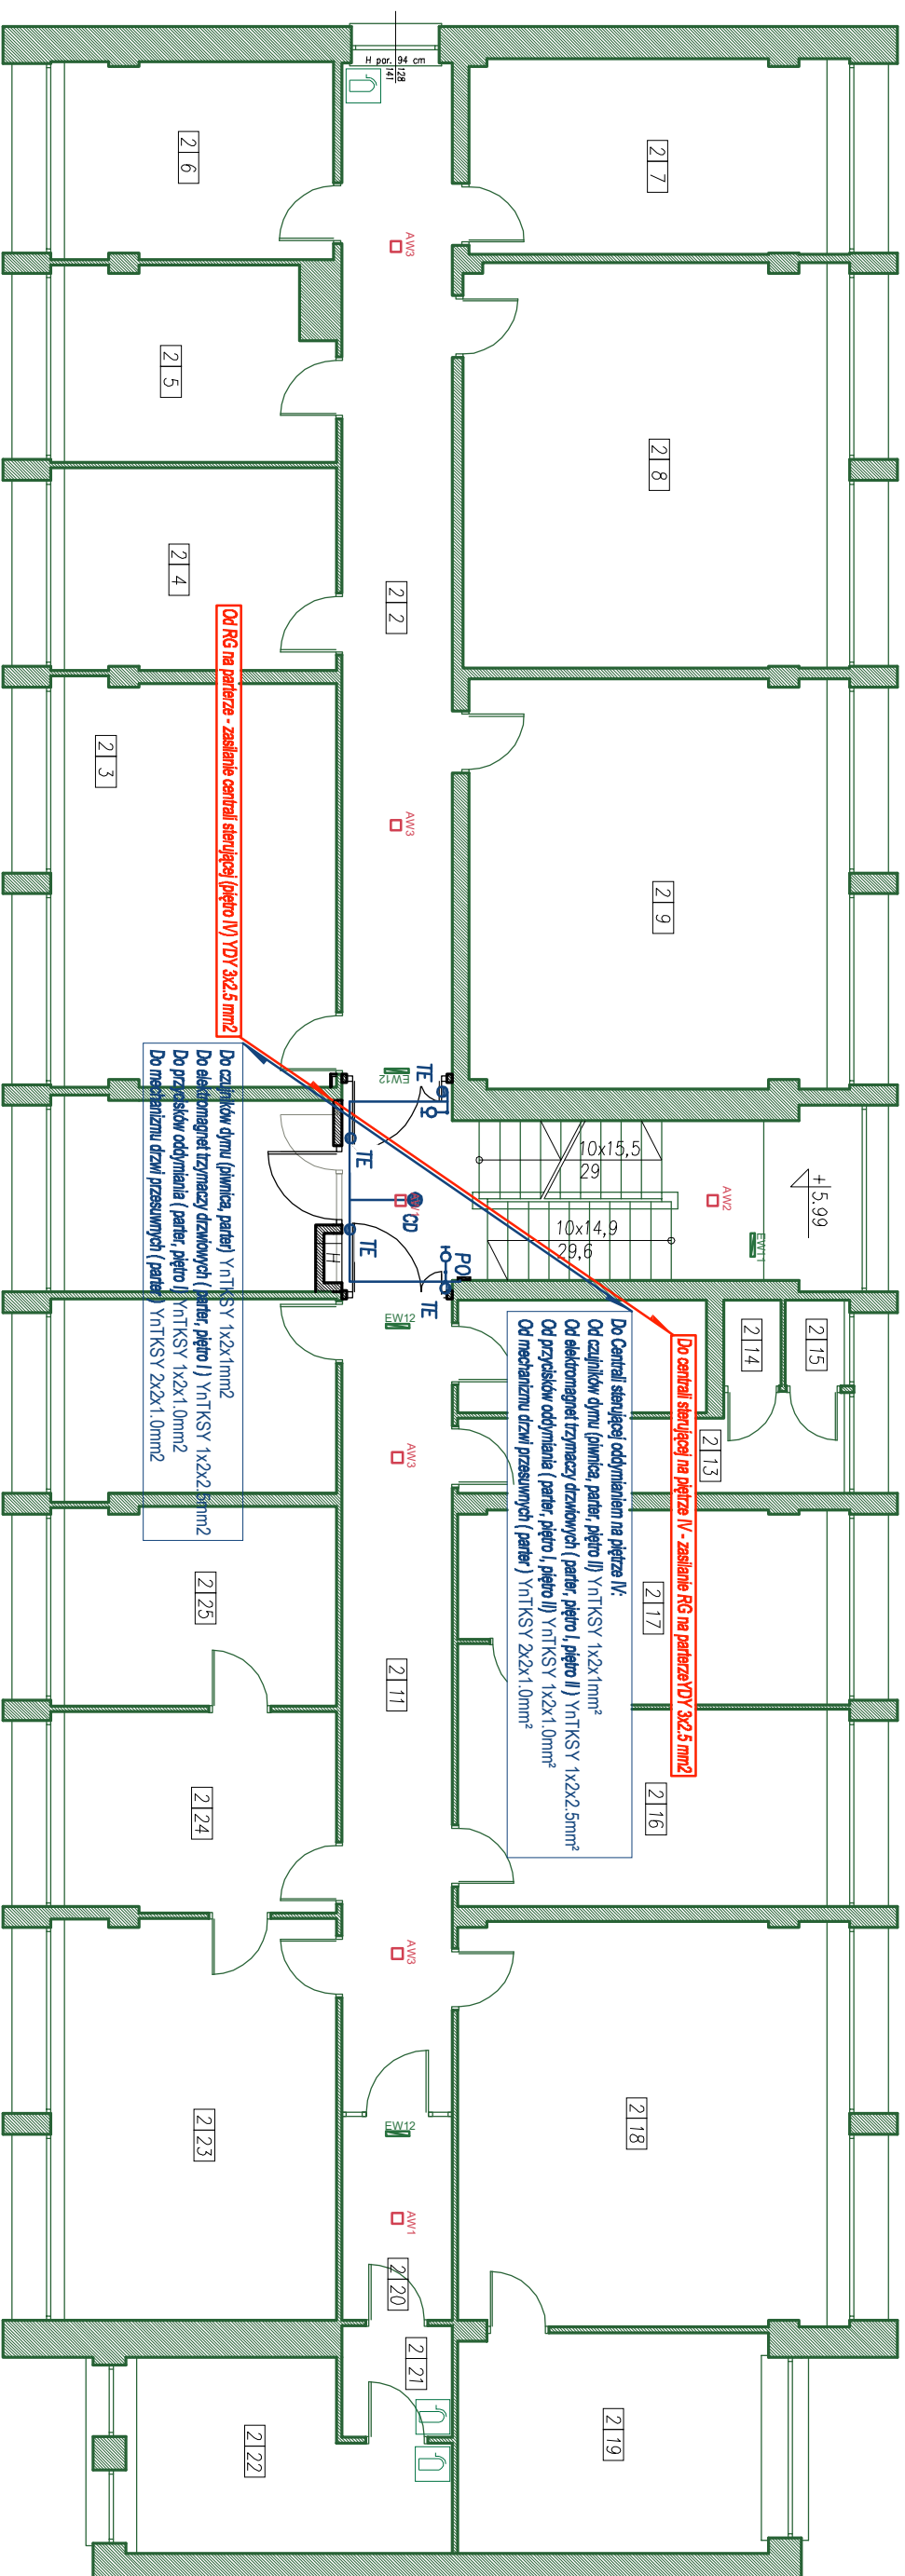 H por. 94 cm
128
141
2 6
2 7
AW3
2 5
2 8
2 4
2 2
2 3
AW3
2 9
Od RG na parterze - zasilanie centrali sterującej (piętro IV) YDY 3x2.5 mm2
Do czujników dymu (piwnica, parter) YnTKSY 1x2x1mm2
Do elektromagnet trzymaczy drzwiowych ( parter, piętro I ) YnTKSY 1x2x2.5mm2
Do przycisków oddymiania ( parter, piętro I) YnTKSY 1x2x1.0mm2
Do mechanizmu drzwi przesuwnych ( parter ) YnTKSY 2x2x1.0mm2
EW12
TE
TE
CD
TE
PO
TE
H
10x15,5
29
10x14,9
29,6
AW2
+ 5.99
EW11
EW12
Do centrali sterującej na piętrze IV - zasilanie RG na parterzeYDY 3x2.5 mm2
Do Centrali sterującej oddymianiem na piętrze IV:
Od czujników dymu (piwnica, parter, piętro II) YnTKSY 1x2x1mm²
Od elektromagnet trzymaczy drzwiowych ( parter, piętro I, piętro II ) YnTKSY 1x2x2.5mm²
Od przycisków oddymiania ( parter, piętro I, piętro II) YnTKSY 1x2x1.0mm²
Od mechanizmu drzwi przesuwnych ( parter ) YnTKSY 2x2x1.0mm²
2 14
2 15
2 13
AW3
2 17
2 25
2 11
2 16
2 24
AW3
2 18
2 23
EW12
AW1
2 20
2 21
2 22
2 19